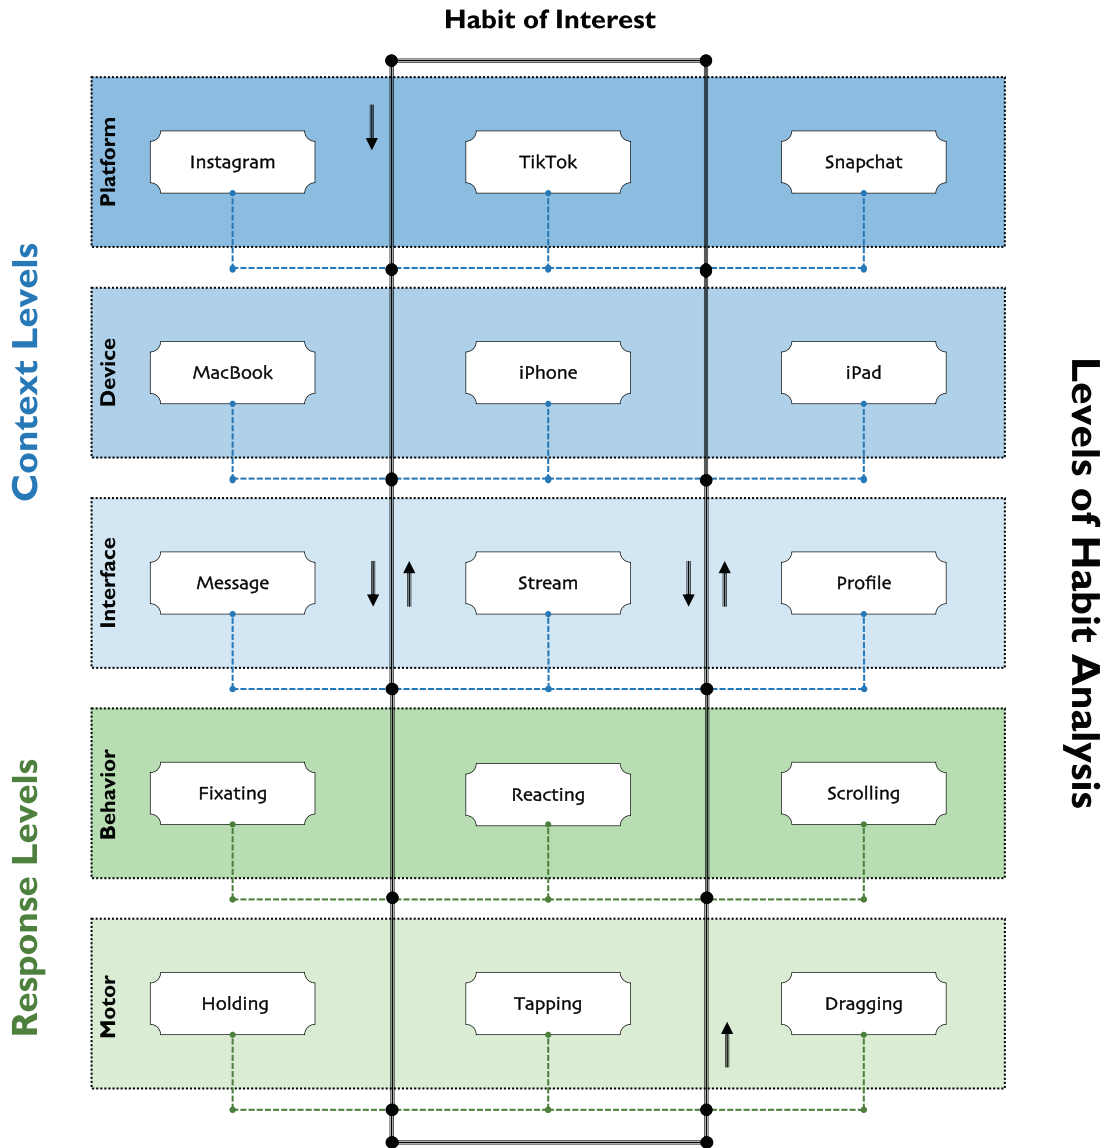 Habit of Interest
Context Levels
Platform
Instagram
TikTok
Snapchat
Device
MacBook
iPhone
iPad
Interface
Message
Stream
Profile
Response Levels
Behavior
Fixating
Reacting
Scrolling
Motor
Holding
Tapping
Dragging
Levels of Habit Analysis